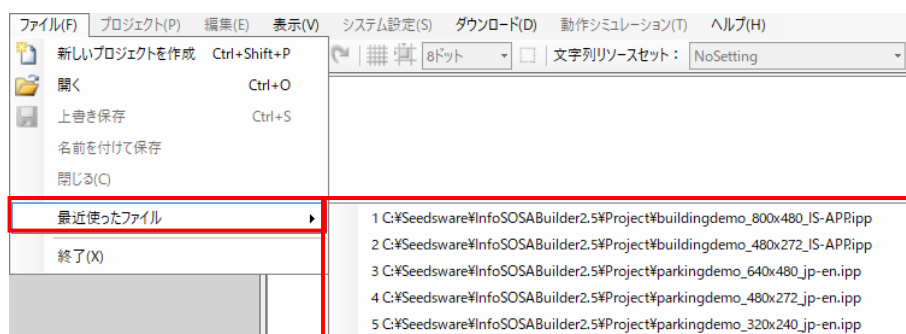 ファイル(F) プロジェクト(P) 編集(E) 表示(V) システム設定(S) ダウンロード(D) 動作シミュレーション(T) ヘルプ(H)
新しいプロジェクトを作成 Ctrl+Shift+P
8ドット 文字列リソースセット： NoSetting
開く Ctrl+O
上書き保存 Ctrl+S
名前を付けて保存
閉じる(C)
最近使ったファイル
1 C:¥Seedsware¥InfoSOSABuilder2.5¥Project¥buildingdemo_800x480_IS-APP.ipp
2 C:¥Seedsware¥InfoSOSABuilder2.5¥Project¥buildingdemo_480x272_IS-APP.ipp
3 C:¥Seedsware¥InfoSOSABuilder2.5¥Project¥parkingdemo_640x480_jp-en.ipp
4 C:¥Seedsware¥InfoSOSABuilder2.5¥Project¥parkingdemo_480x272_jp-en.ipp
5 C:¥Seedsware¥InfoSOSABuilder2.5¥Project¥parkingdemo_320x240_jp-en.ipp
終了(X)